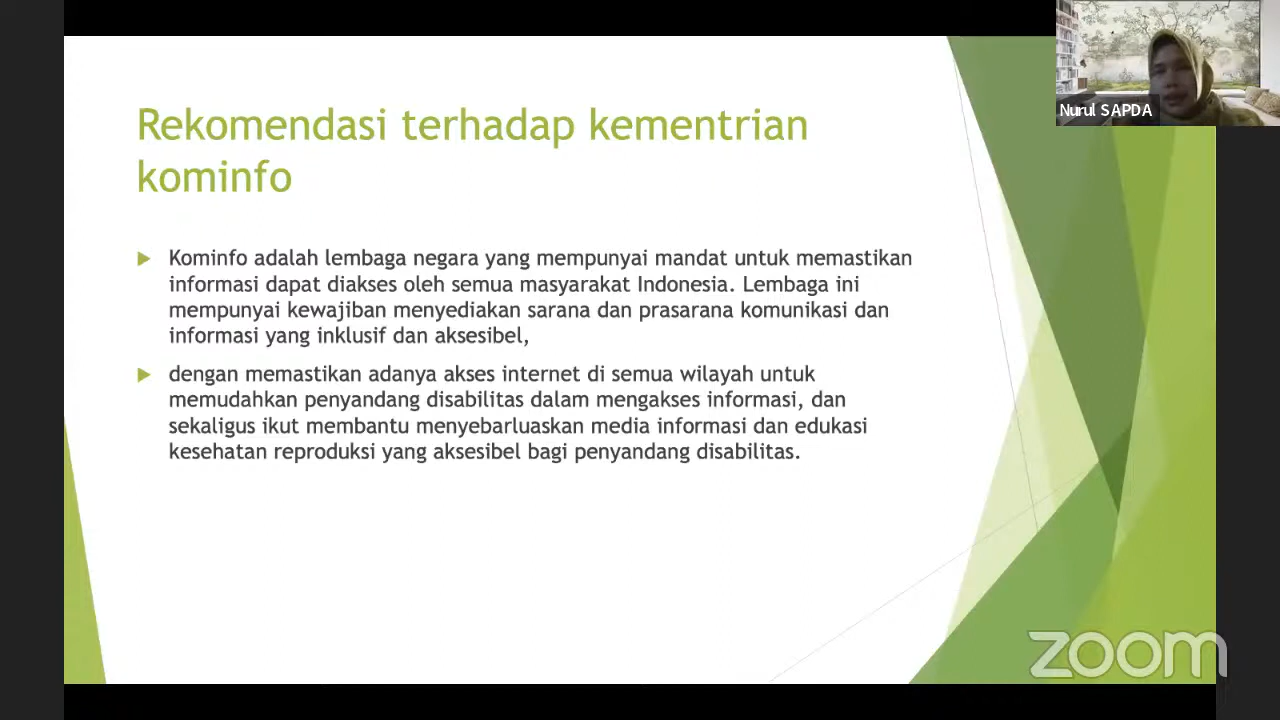 Nurul SAPDA
Rekomendasi terhadap kementrian
kominfo
Kominfo adalah lembaga negara yang mempunyai mandat untuk memastikan
informasi dapat diakses oleh semua masyarakat Indonesia. Lembaga ini
mempunyai kewajiban menyediakan sarana dan prasarana komunikasi dan
informasi yang inklusif dan aksesibel,
dengan memastikan adanya akses internet di semua wilayah untuk
memudahkan penyandang disabilitas dalam mengakses informasi, dan
sekaligus ikut membantu menyebarluaskan media informasi dan edukasi
kesehatan reproduksi yang aksesibel bagi penyandang disabilitas.
zoom